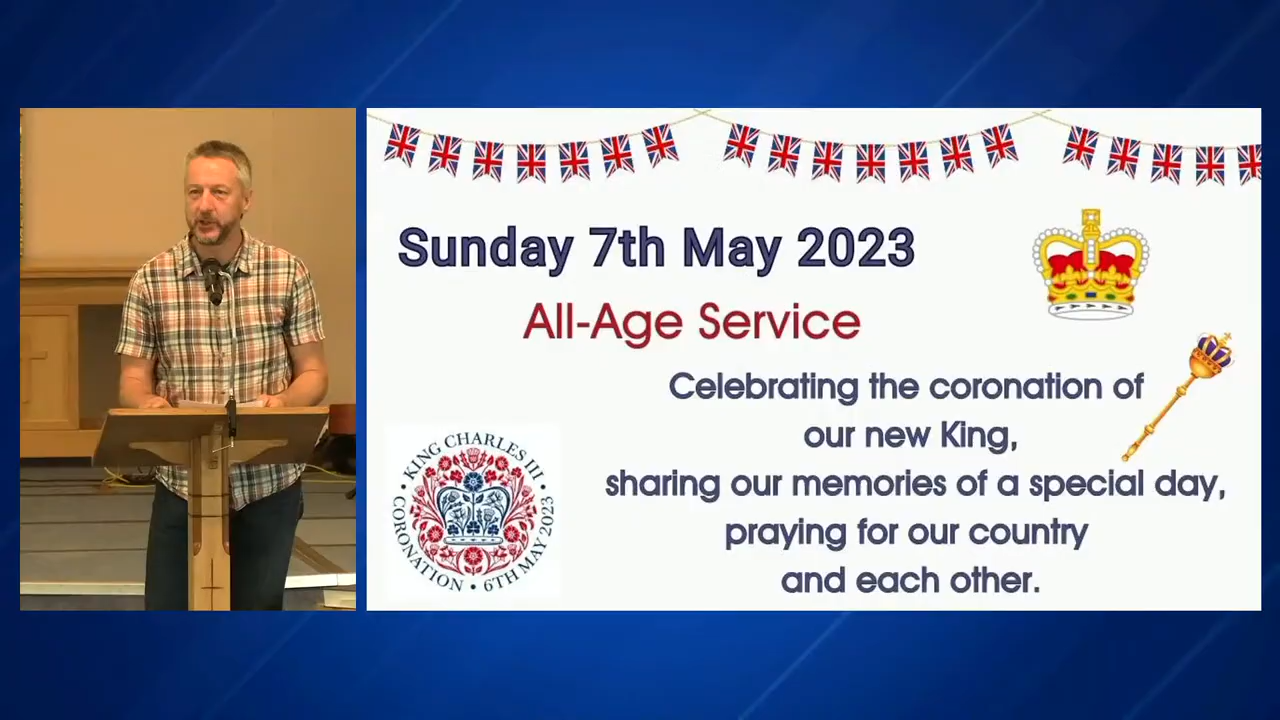 Sunday 7th May 2023
All-Age Service
Celebrating the coronation of
our new King,
sharing our memories of a special day,
praying for our country
and each other.
KING CHARLES III
CORONATION • 6TH MAY 2023